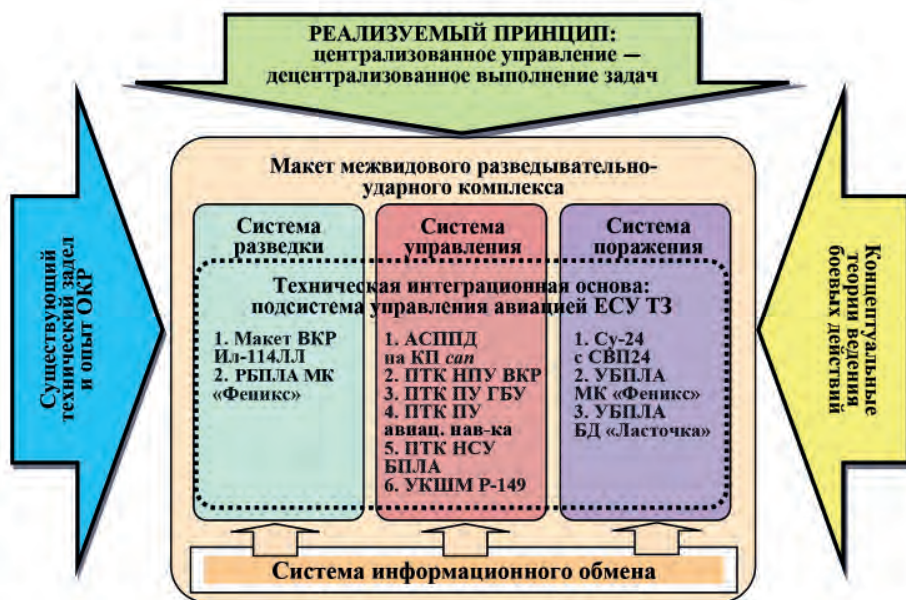 РЕАЛИЗУЕМЫЙ ПРИНЦИП:
централизованное управление —
децентрализованное выполнение задач
Существующий
технический задел
и опыт ОКР
Макет межвидового разведывательно-
ударного комплекса
Система
разведки
Система
управления
Система
поражения
Техническая интеграционная основа:
подсистема управления авиацией ЕСУ ТЗ
1. Макет ВКР
Ил-114ЛЛ
2. РБПЛА МК
«Феникс»
1. АСППД
на КП сап
2. ПТК НПУ ВКР
3. ПТК ПУ ГБУ
4. ПТК ПУ
авиац. нав-ка
5. ПТК НСУ
БПЛА
6. УКШМ Р-149
1. Су-24
с СВП24
2. УБПЛА
МК «Феникс»
3. УБПЛА
БД «Ласточка»
Концептуальные
теории ведения
боевых действий
Система информационного обмена